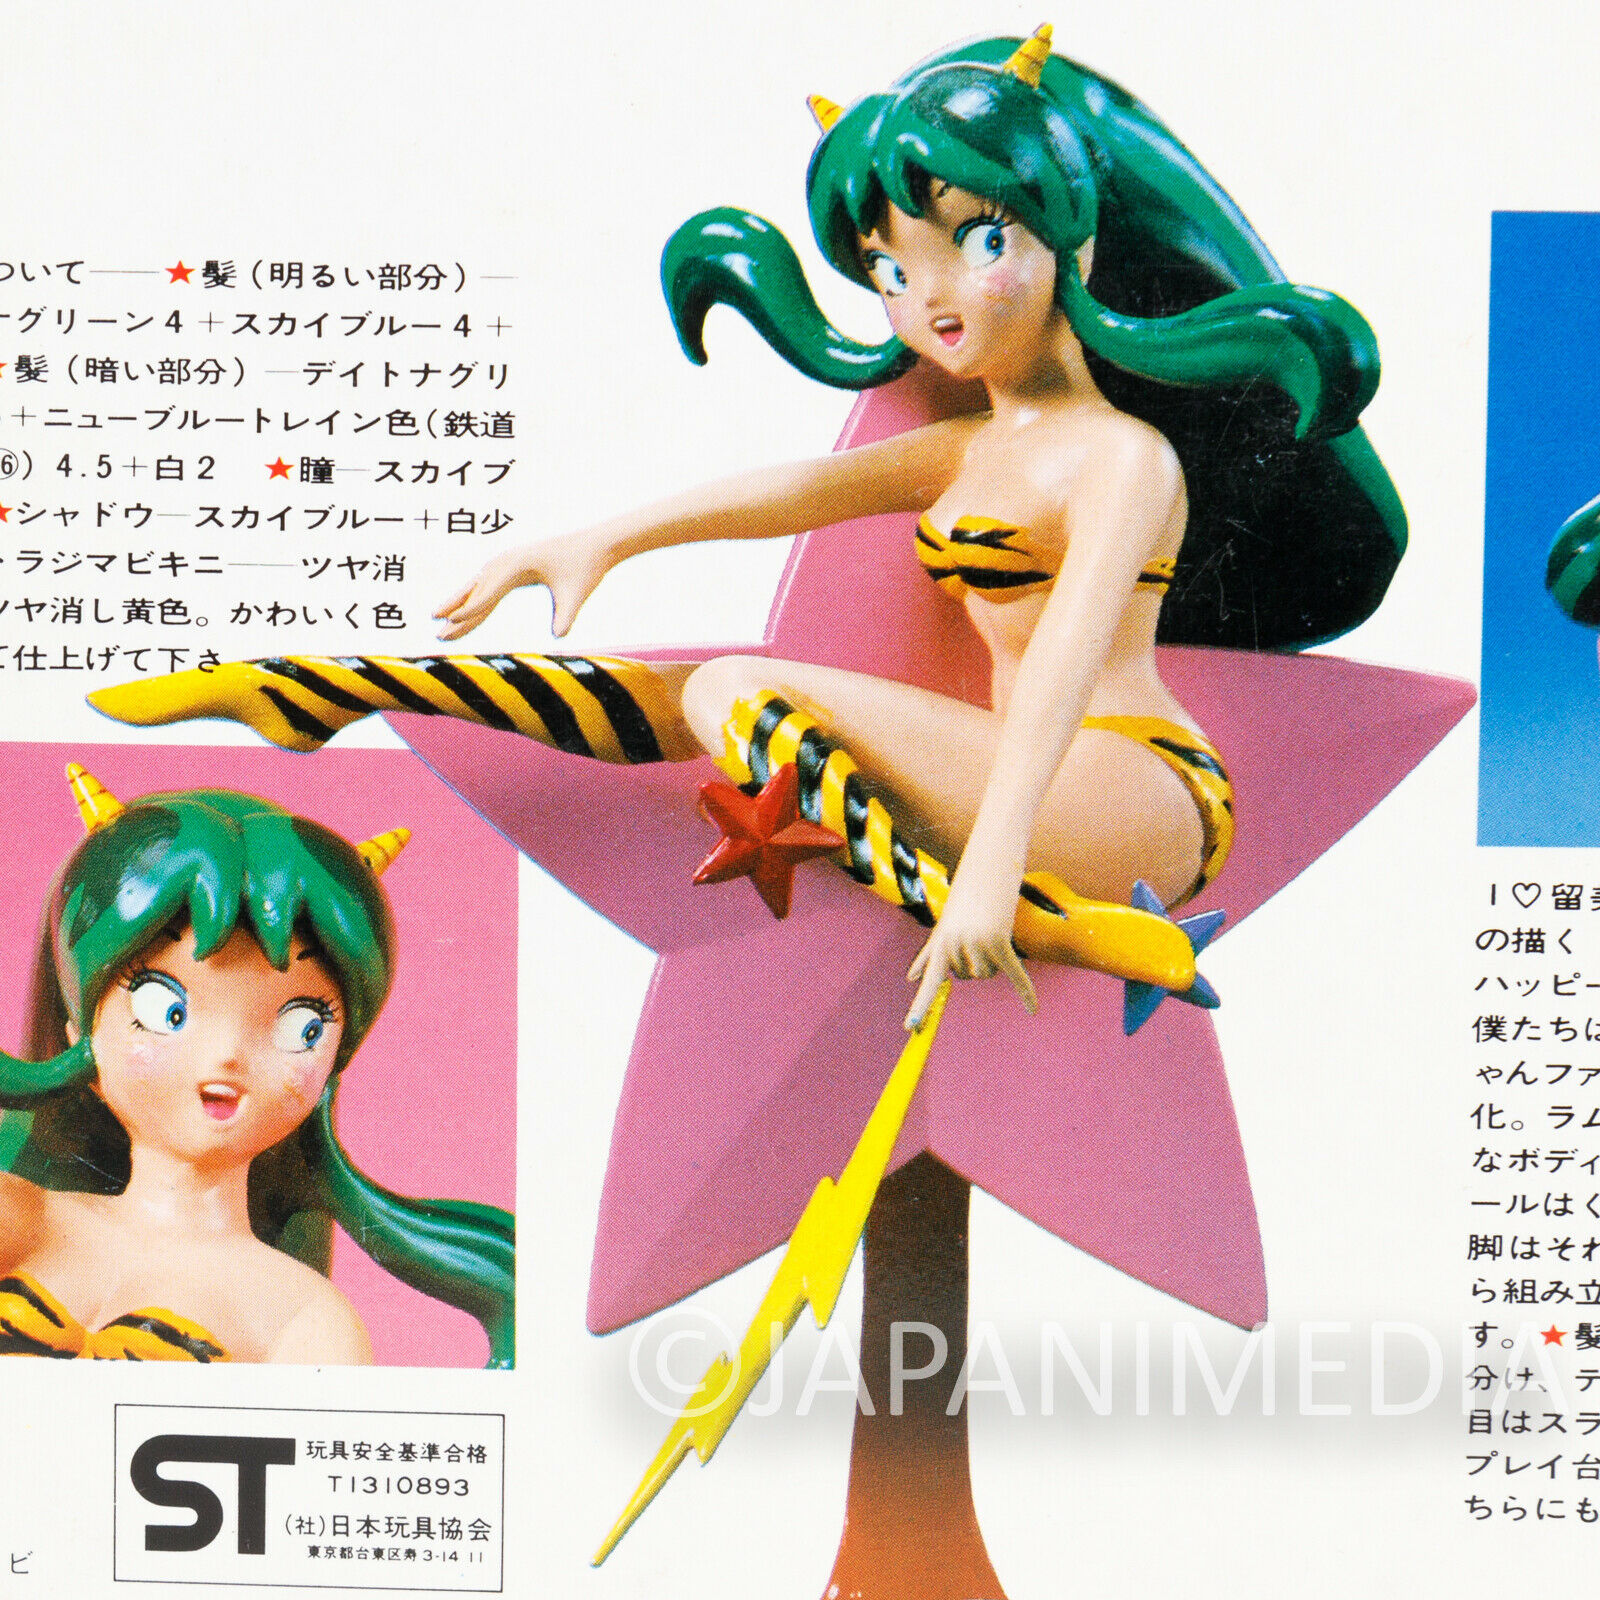 ついて――★髪(明るい部分)―
グリーン4+スカイブルー4+
★髪(暗い部分)―デイトナグリ
+ニューブルートレイン色(鉄道
⑯)4.5+白2 ★瞳―スカイブ
★シャドウ―スカイブルー+白少
ラジマビキニ――ツヤ消
ツヤ消し黄色。かわいく色
仕上げて下さ
ST
玩具安全基準合格
T1310893
(社)日本玩具協会
東京都台東区寿3-14 11
ビ
I♡留美
の描く
ハッピー
僕たちは
ゃんファ
化。ラム
なボディ
ールはく
脚はそれ
ら組み立
す。★髪
分け、テ
目はスラ
プレイ台
ちらにも
©JAPANIMEDIA